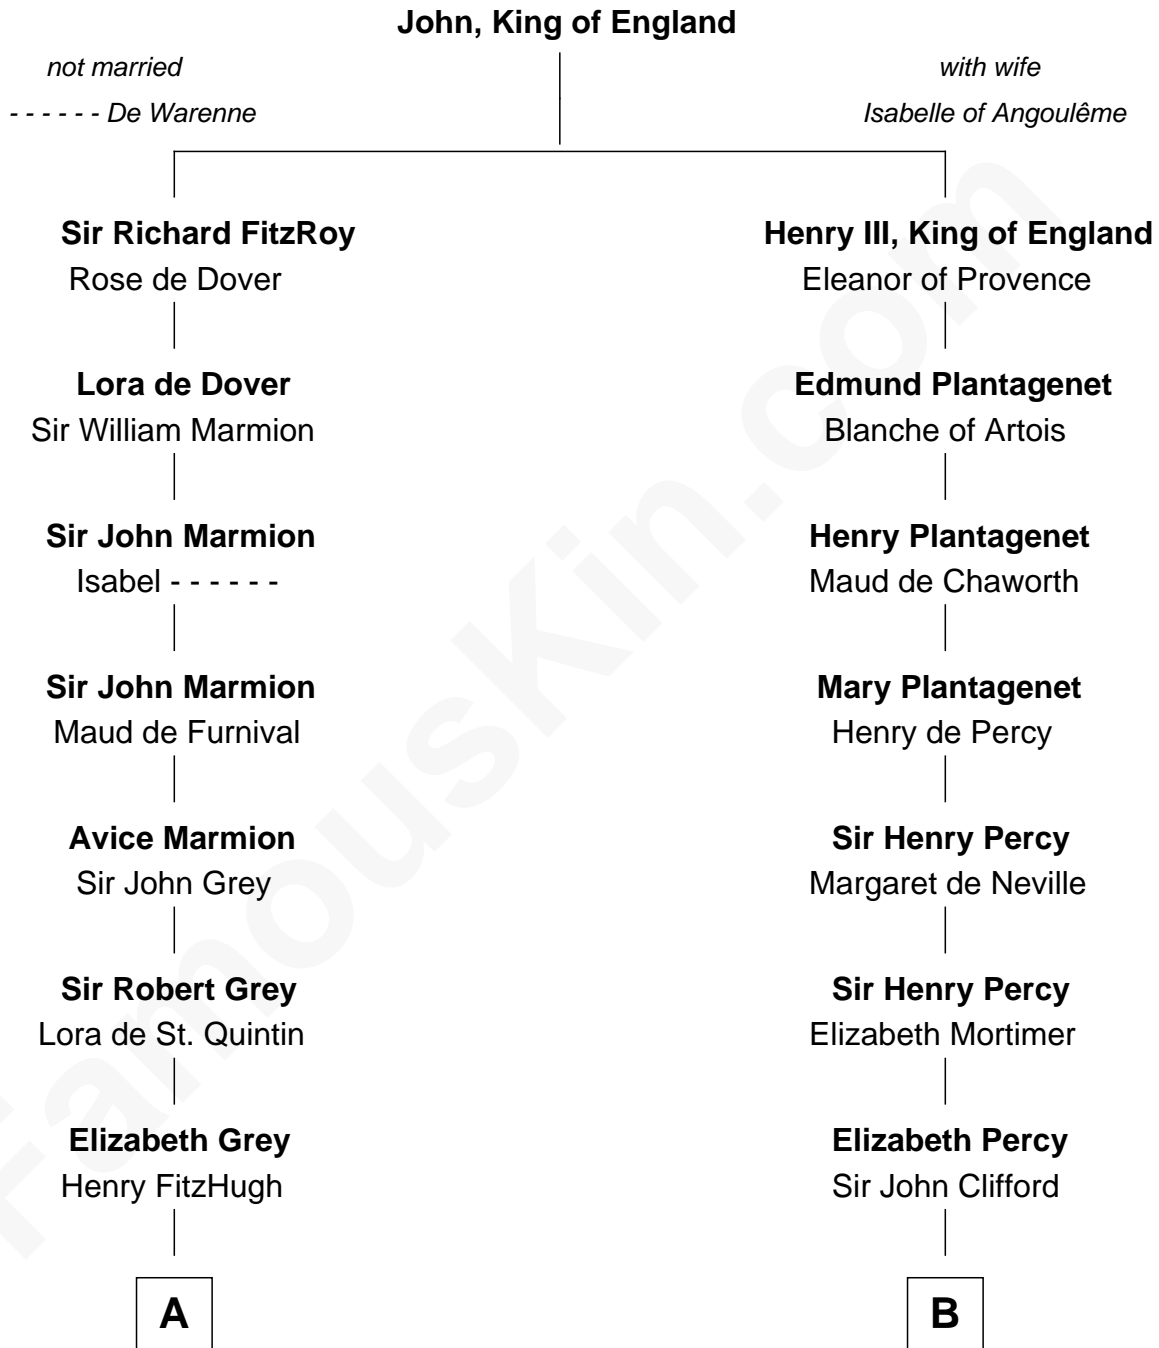 John, King of England
not married
with wife
- - - - - - De Warenne
Isabelle of Angoulême
Sir Richard FitzRoy
Rose de Dover
Henry III, King of England
Eleanor of Provence
Lora de Dover
Sir William Marmion
Edmund Plantagenet
Blanche of Artois
Sir John Marmion
Isabel - - - - - -
Henry Plantagenet
Maud de Chaworth
Sir John Marmion
Maud de Furnival
Mary Plantagenet
Henry de Percy
Avice Marmion
Sir John Grey
Sir Henry Percy
Margaret de Neville
Sir Robert Grey
Lora de St. Quintin
Sir Henry Percy
Elizabeth Mortimer
Elizabeth Grey
Henry FitzHugh
Elizabeth Percy
Sir John Clifford
A
B
FamousKin.com